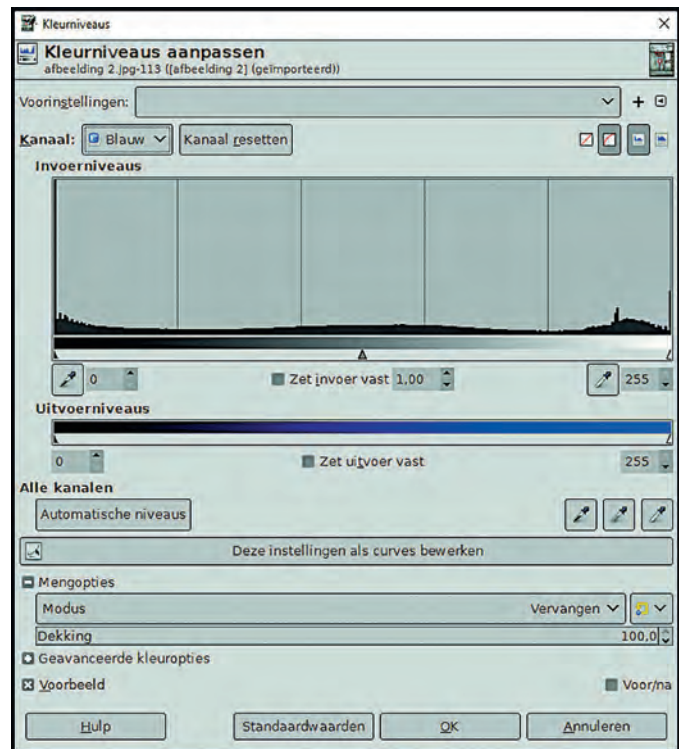 Kleurniveaus
Kleurniveaus aanpassen
afbeelding 2.jpg-113 ([afbeelding 2] (geïmporteerd))
Voorinstellingen:
Kanaal: Blauw Kanaal resetten
Invoerniveaus
0 Zet invoer vast 1,00 255
Uitvoerniveaus
0 Zet uitvoer vast 255
Alle kanalen
Automatische niveaus
Deze instellingen als curves bewerken
Mengopties
Modus Vervangen
Dekking 100,0
Geavanceerde kleuropties
Voorbeeld Voor/na
Hulp Standaardwaarden OK Annuleren